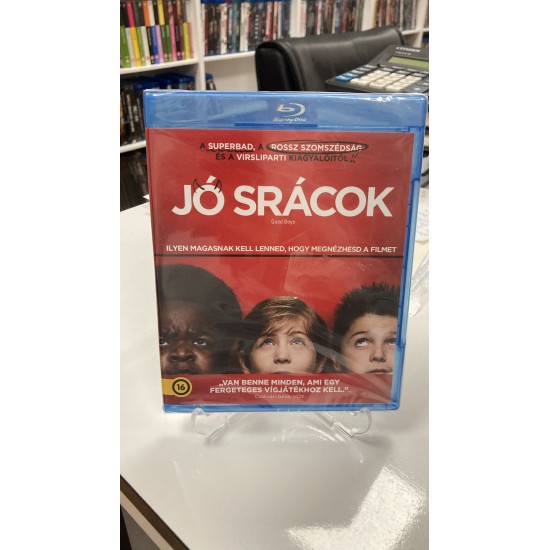 Blu-ray Disc
A SUPERBAD, A ROSSZ SZOMSZÉDSÁG
ÉS A VIRSLIPARTI KIAGYALÓITÓL!!
JÓ SRÁCOK
Good Boys
ILYEN MAGASNAK KELL LENNED, HOGY MEGNÉZHESD A FILMET
„VAN BENNE MINDEN, AMI EGY
FERGETEGES VÍGJÁTÉKHOZ KELL."
16